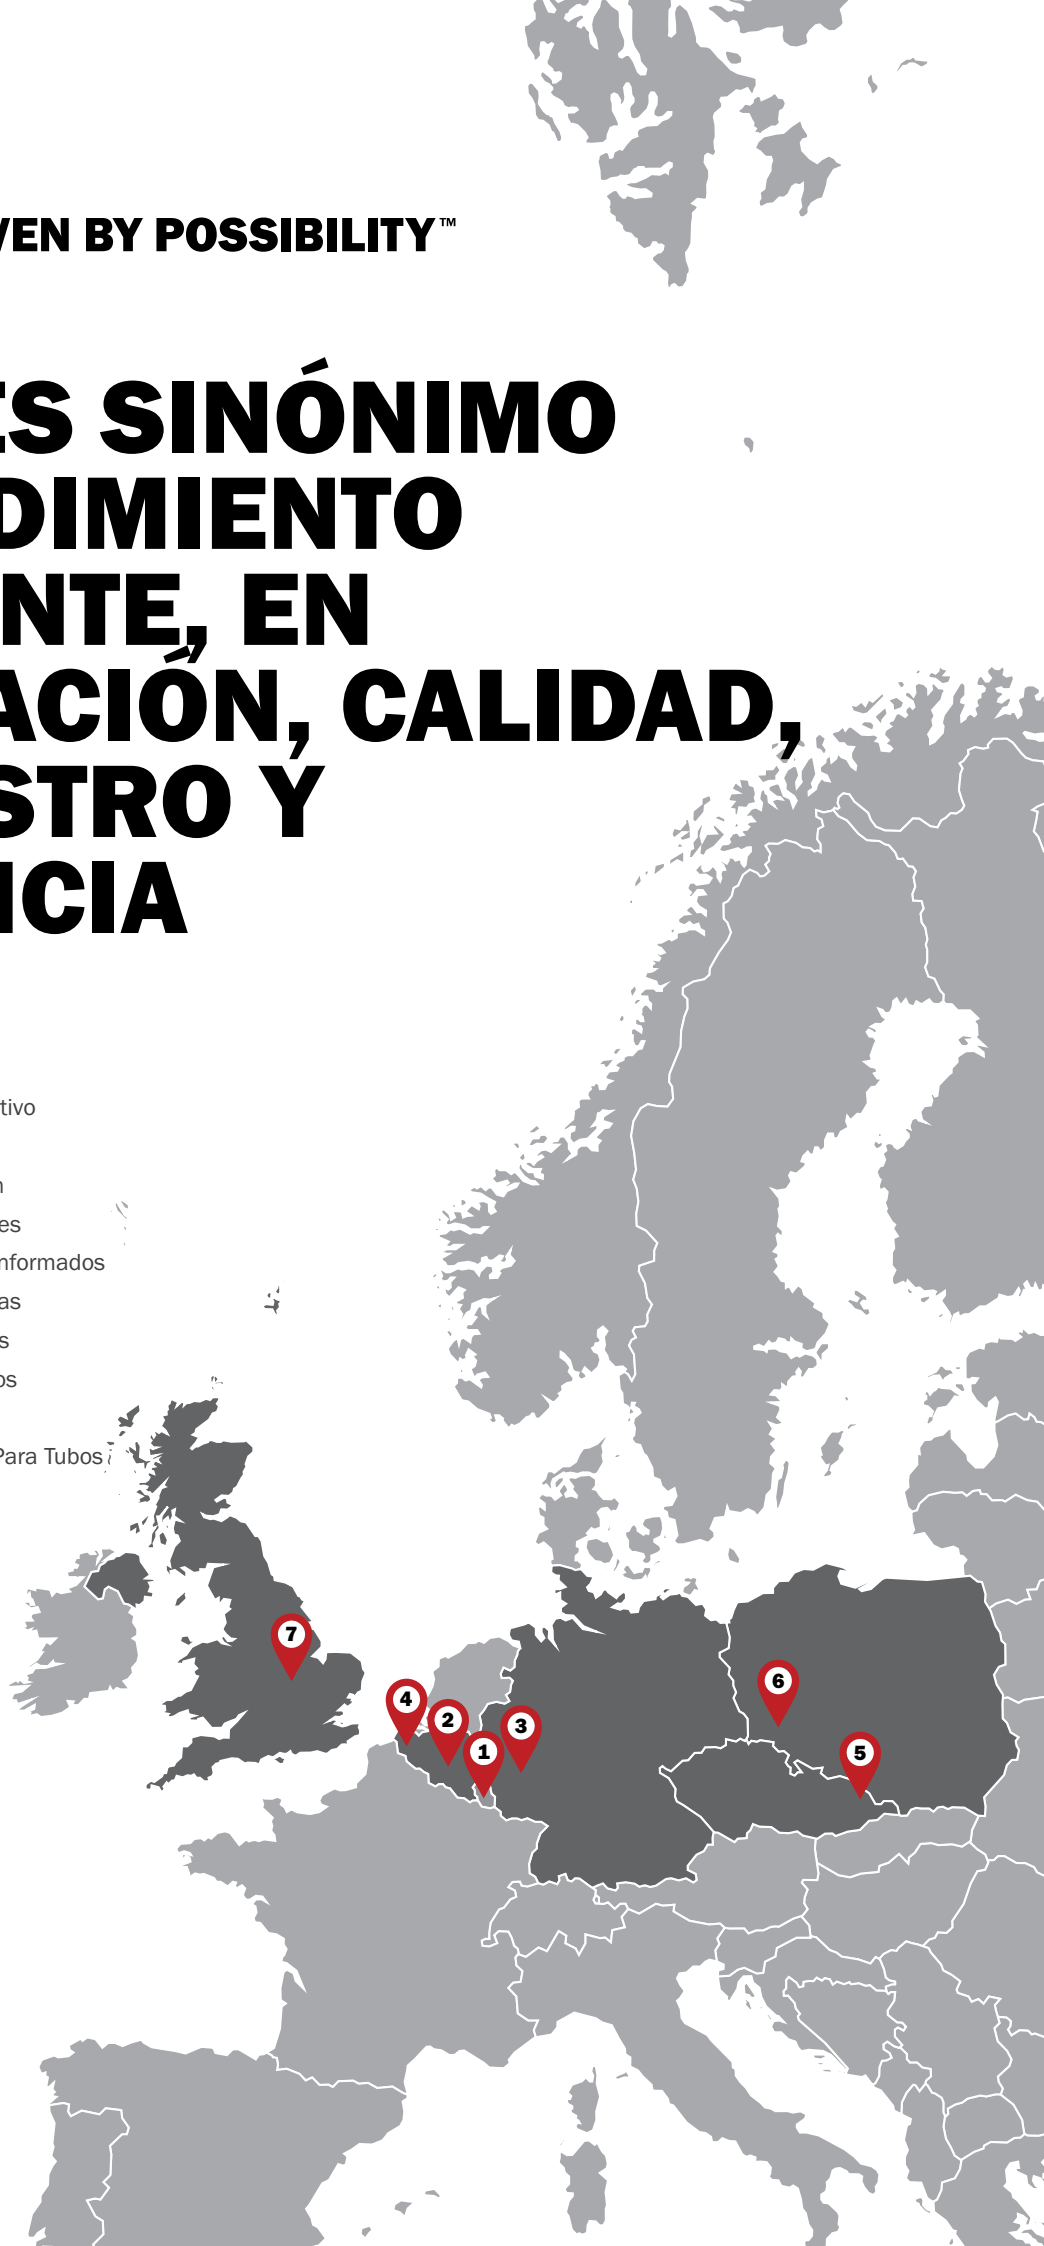 VEN BY POSSIBILITY™
ES SINÓNIMO
DIMIENTO
NTE, EN
ACIÓN, CALIDAD,
STRO Y
ICIA
tivo
n
es
nformados
as
s
os
Para Tubos
7
4
2
3
1
6
5